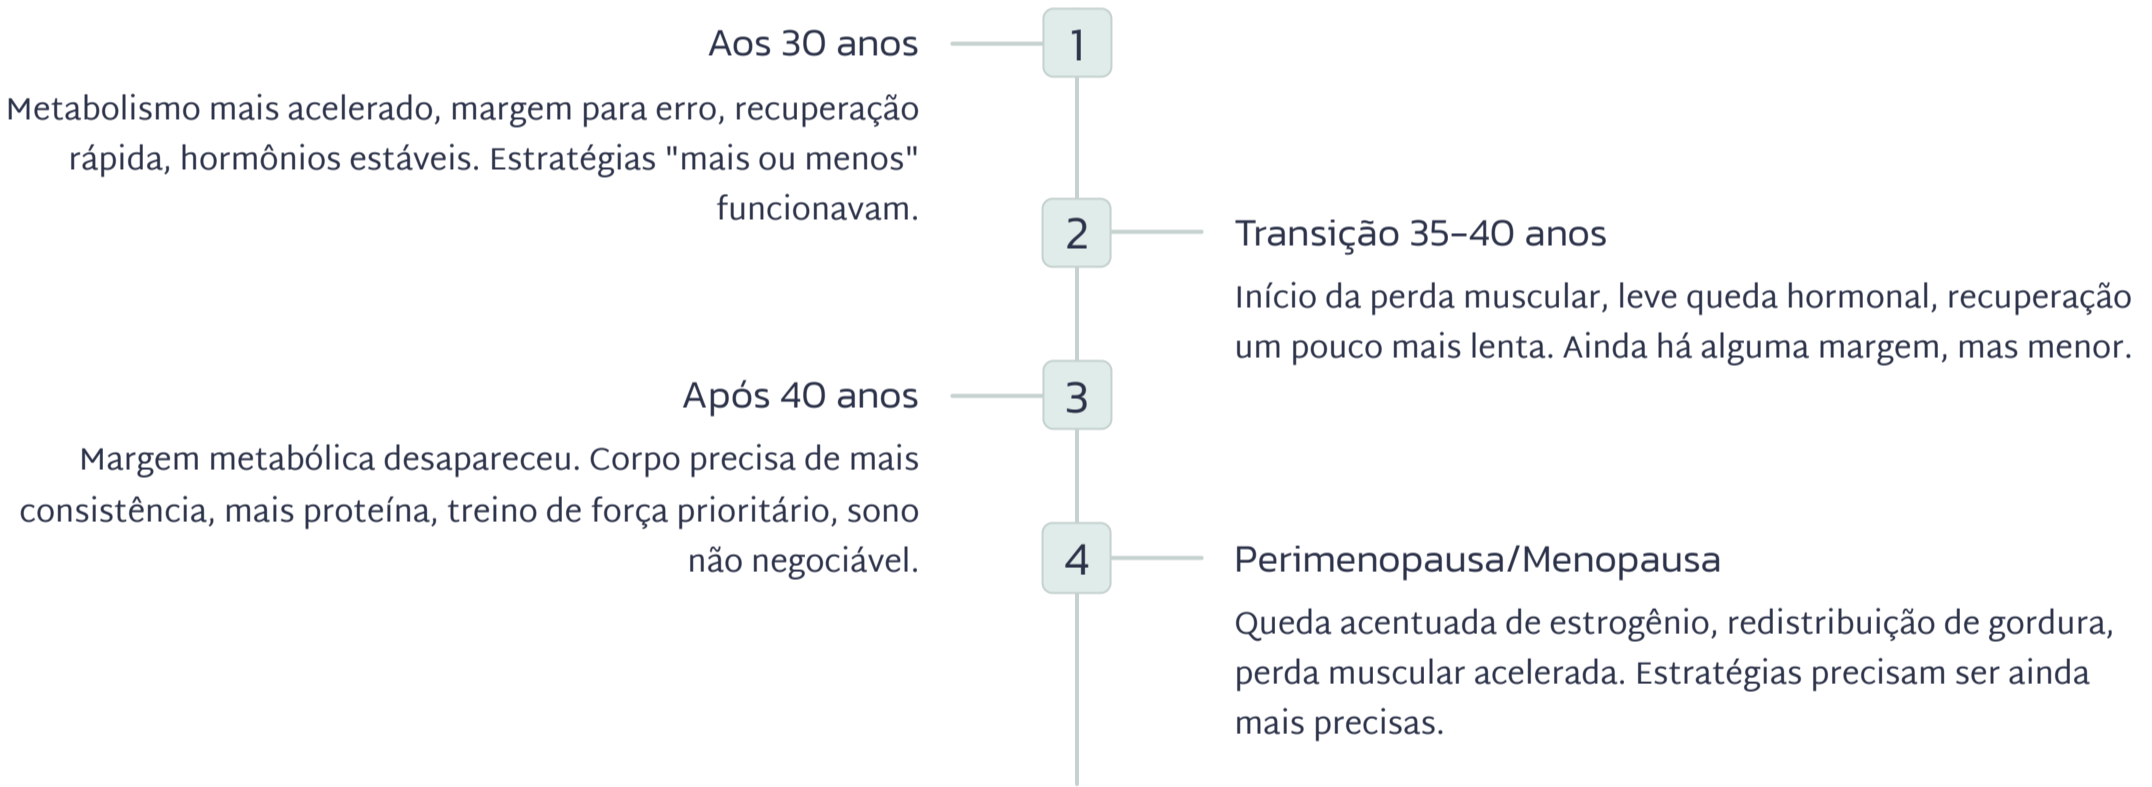 1
Aos 30 anos
Metabolismo mais acelerado, margem para erro, recuperação
rápida, hormônios estáveis. Estratégias "mais ou menos"
funcionavam.
2
Transição 35-40 anos
Início da perda muscular, leve queda hormonal, recuperação
um pouco mais lenta. Ainda há alguma margem, mas menor.
3
Após 40 anos
Margem metabólica desapareceu. Corpo precisa de mais
consistência, mais proteína, treino de força prioritário, sono
não negociável.
4
Perimenopausa/Menopausa
Queda acentuada de estrogênio, redistribuição de gordura,
perda muscular acelerada. Estratégias precisam ser ainda
mais precisas.